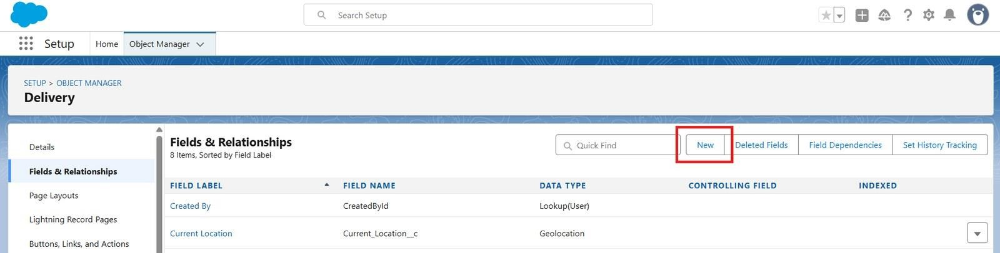 Search Setup
Setup Home Object Manager
SETUP > OBJECT MANAGER
Delivery
Details
Fields & Relationships
Page Layouts
Lightning Record Pages
Buttons, Links, and Actions
Fields & Relationships
8 Items, Sorted by Field Label
Quick Find New Deleted Fields Field Dependencies Set History Tracking
FIELD LABEL FIELD NAME DATA TYPE CONTROLLING FIELD INDEXED
Created By CreatedById Lookup(User)
Current Location Current_Location__c Geolocation